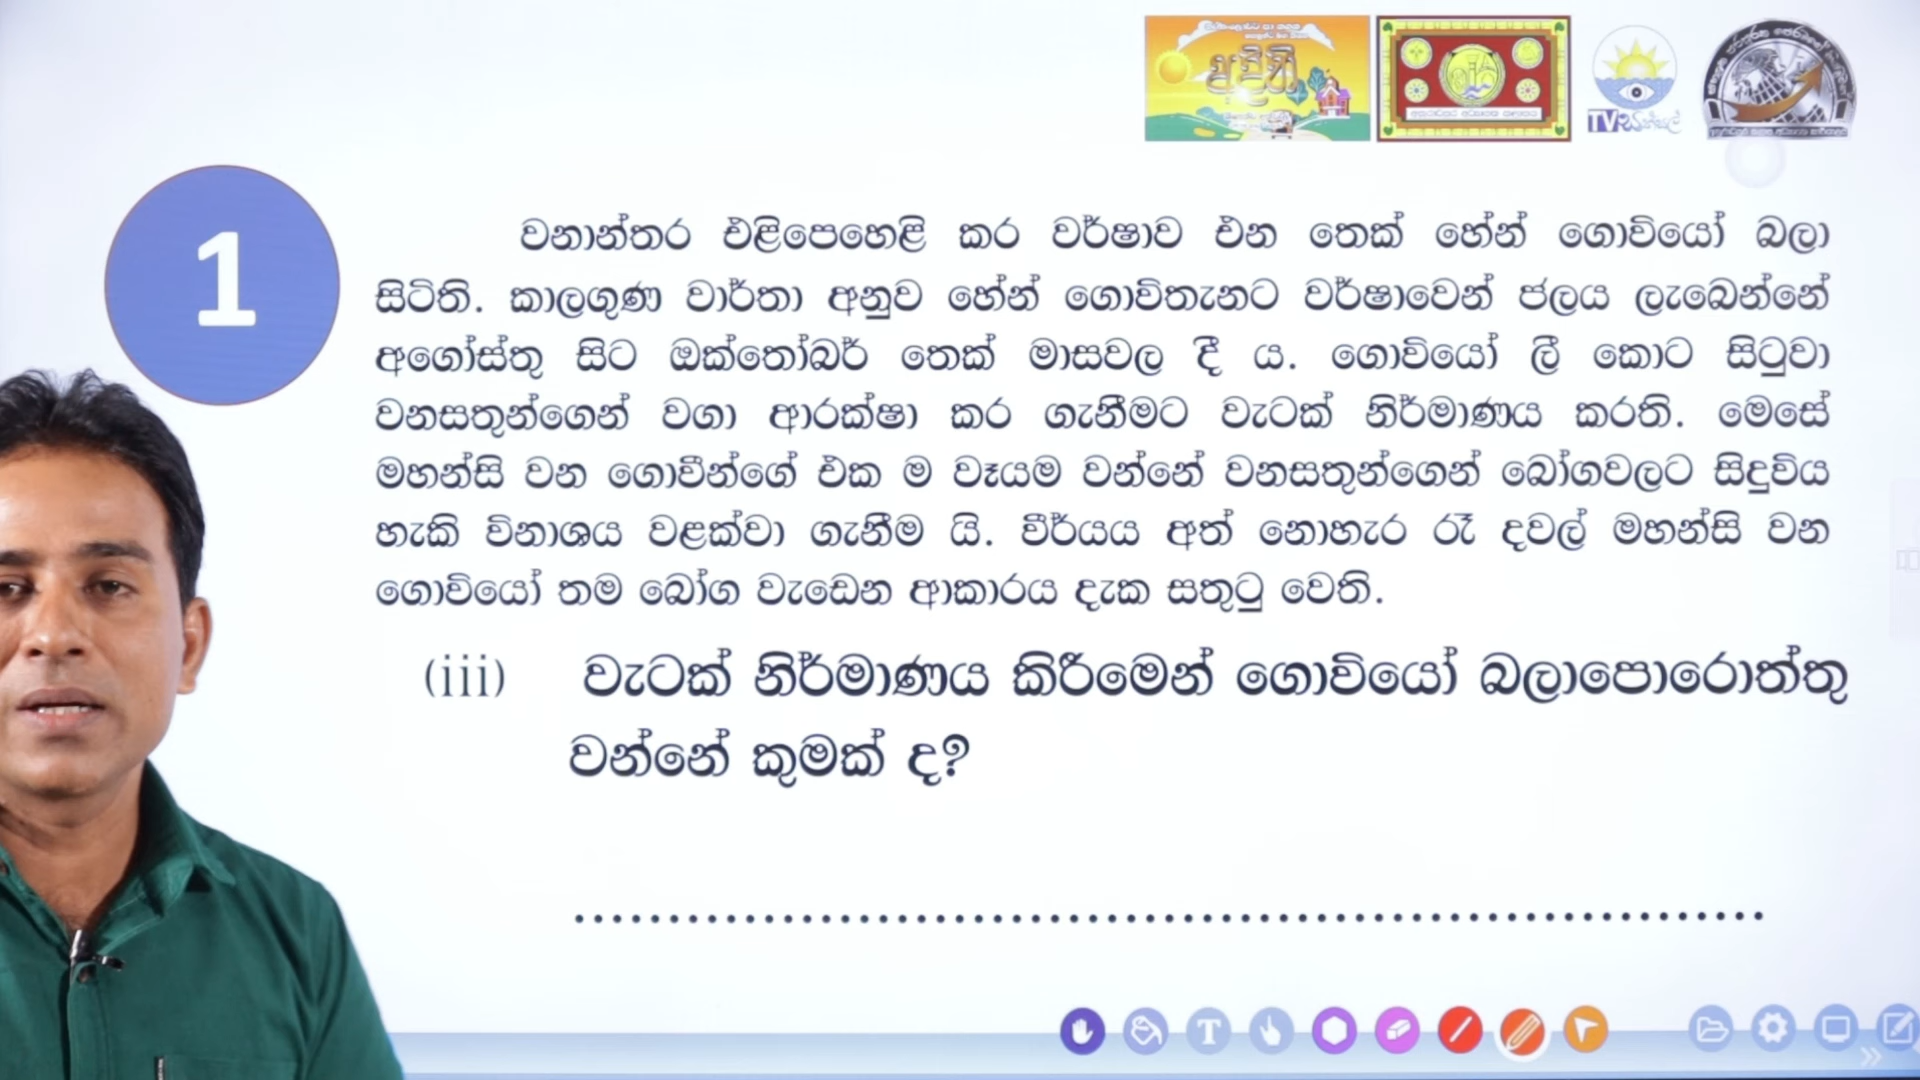 අවිනි
TV
1
වනාන්තර එළිපෙහෙළි කර වර්ෂාව එන තෙක් හේන් ගොවියෝ බලා
සිටිති. කාලගුණ වාර්තා අනුව හේන් ගොවිතැනට වර්ෂාවෙන් ජලය ලැබෙන්නේ
අගෝස්තු සිට ඔක්තෝබර් තෙක් මාසවල දී ය. ගොවියෝ ලී කොට සිටුවා
වනසතුන්ගෙන් වගා ආරක්ෂා කර ගැනීමට වැටක් නිර්මාණය කරති. මෙසේ
මහන්සි වන ගොවීන්ගේ එක ම වෑයම වන්නේ වනසතුන්ගෙන් බෝගවලට සිදුවිය
හැකි විනාශය වළක්වා ගැනීම යි. වීර්යය අත් නොහැර රෑ දවල් මහන්සි වන
ගොවියෝ තම බෝග වැඩෙන ආකාරය දැක සතුටු වෙති.
(iii) වැටක් නිර්මාණය කිරීමෙන් ගොවියෝ බලාපොරොත්තු
වන්නේ කුමක් ද?